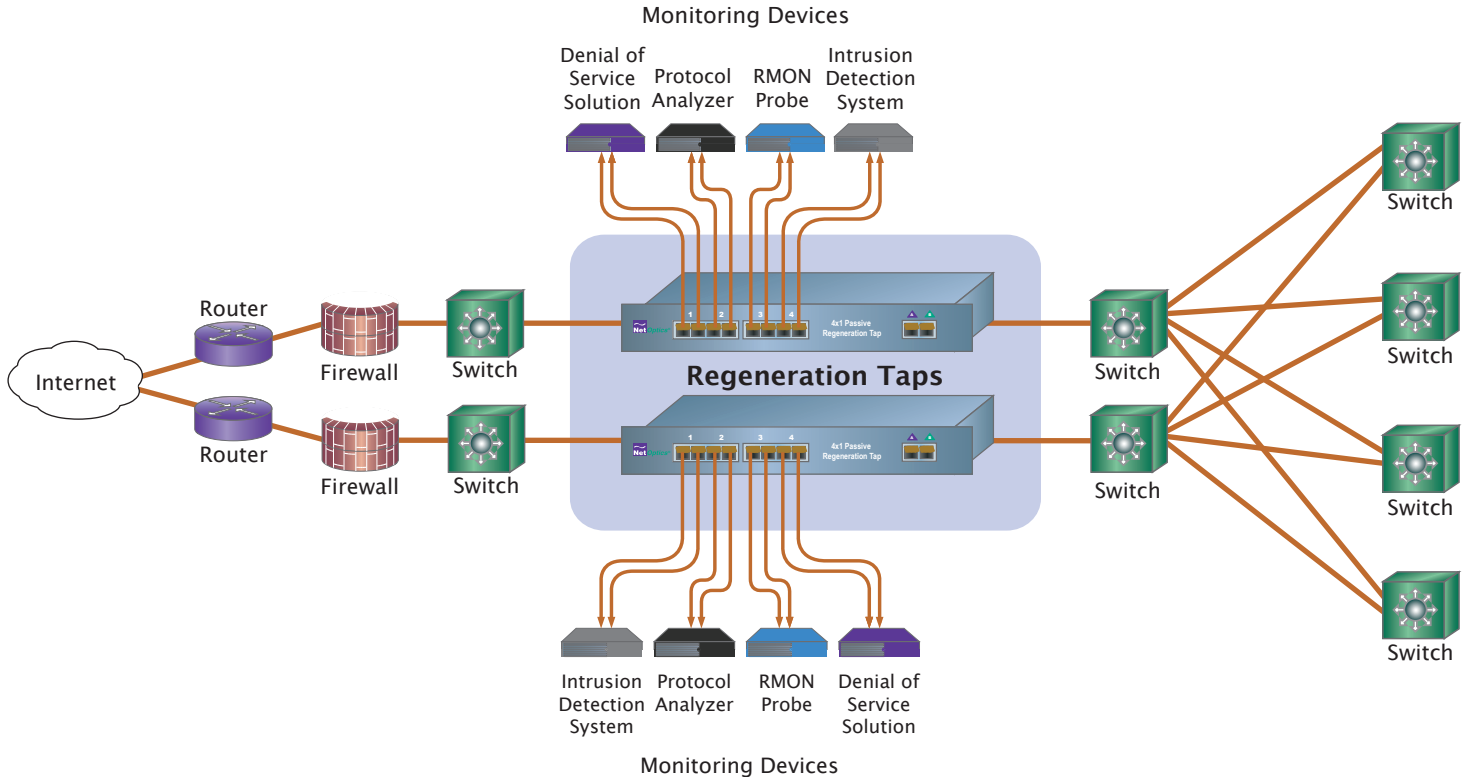 Monitoring Devices
Denial of
Service
Solution
Protocol
Analyzer
RMON
Probe
Intrusion
Detection
System
Router
Firewall
Switch
1 2 3 4
Net
4x1 Passive
Regeneration Tap
A B
Switch
Switch
Switch
Internet
Regeneration Taps
Router
Firewall
Switch
1 2 3 4
Net
4x1 Passive
Regeneration Tap
A B
Switch
Switch
Switch
Intrusion
Detection
System
Protocol
Analyzer
RMON
Probe
Denial of
Service
Solution
Monitoring Devices